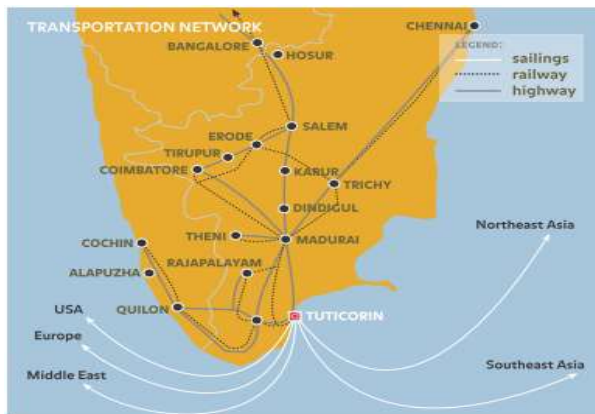 TRANSPORTATION NETWORK
CHENNAI
BANGALORE
HOSUR
LEGEND:
sailings
railway
highway
SALEM
ERODE
TIRUPUR
COIMBATORE
KARUR
TRICHY
DINDIGUL
THENI
MADURAI
COCHIN
RAJAPALAYAM
ALAPUZHA
QUILON
TUTICORIN
Northeast Asia
USA
Europe
Middle East
Southeast Asia